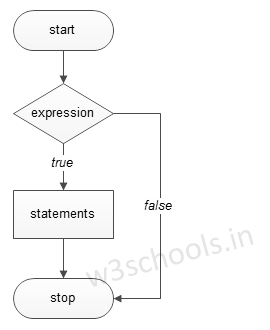 start
expression
true
statements
false
stop
w3schools.in